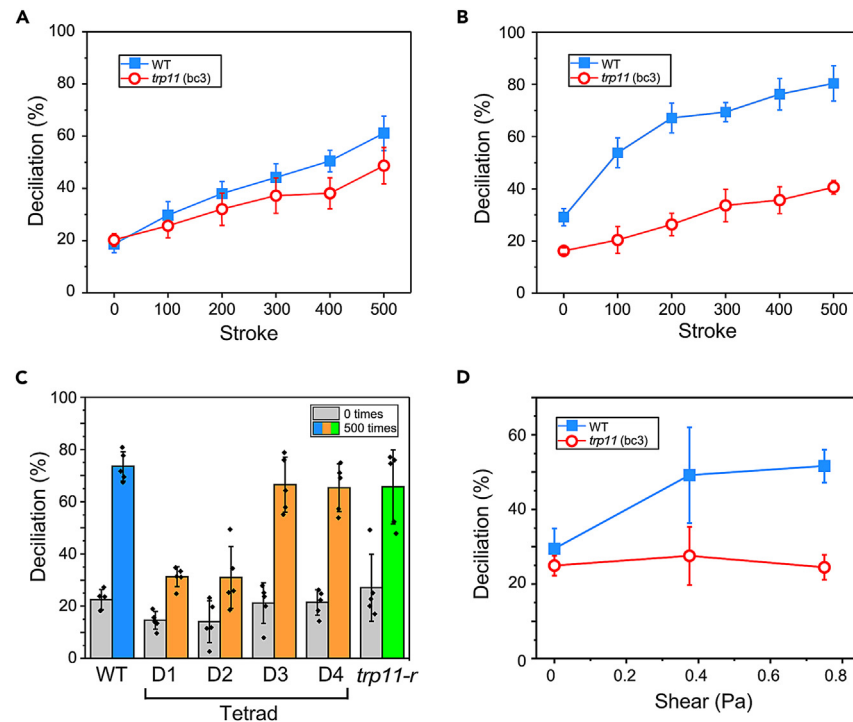 A
100
80
60
40
20
0
Deciliation (%)
WT
trp11 (bc3)
0 100 200 300 400 500
Stroke
B
100
80
60
40
20
0
Deciliation (%)
WT
trp11 (bc3)
0 100 200 300 400 500
Stroke
C
100
80
60
40
20
0
Deciliation (%)
0 times
500 times
WT D1 D2 D3 D4 trp11-r
Tetrad
D
60
40
20
0
Deciliation (%)
WT
trp11 (bc3)
0 0.2 0.4 0.6 0.8
Shear (Pa)